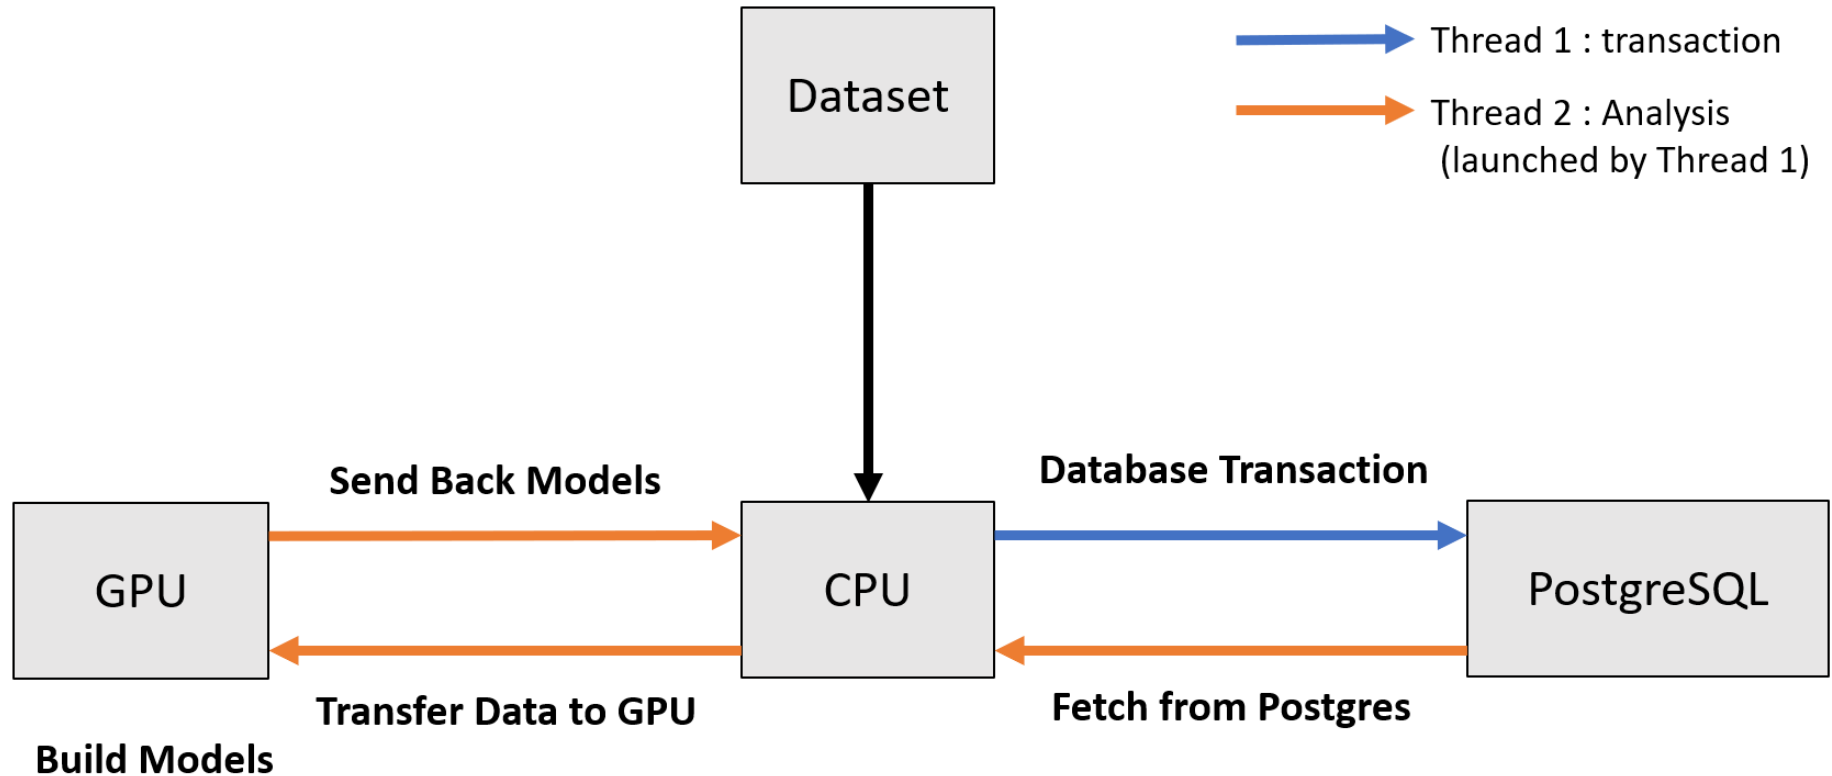 Dataset
Thread 1 : transaction
Thread 2 : Analysis
(launched by Thread 1)
Send Back Models
Database Transaction
GPU
CPU
PostgreSQL
Transfer Data to GPU
Fetch from Postgres
Build Models